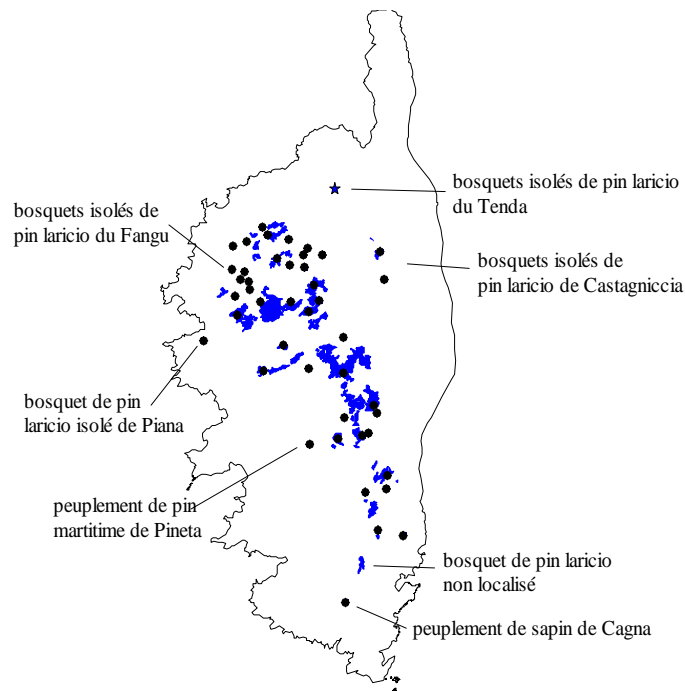 bosquets isolés de pin laricio
du Tenda
bosquets isolés de
pin laricio du Fangu
bosquets isolés de
pin laricio de Castagniccia
bosquet de pin
laricio isolé de Piana
peuplement de pin
martitime de Pineta
bosquet de pin laricio
non localisé
peuplement de sapin de Cagna